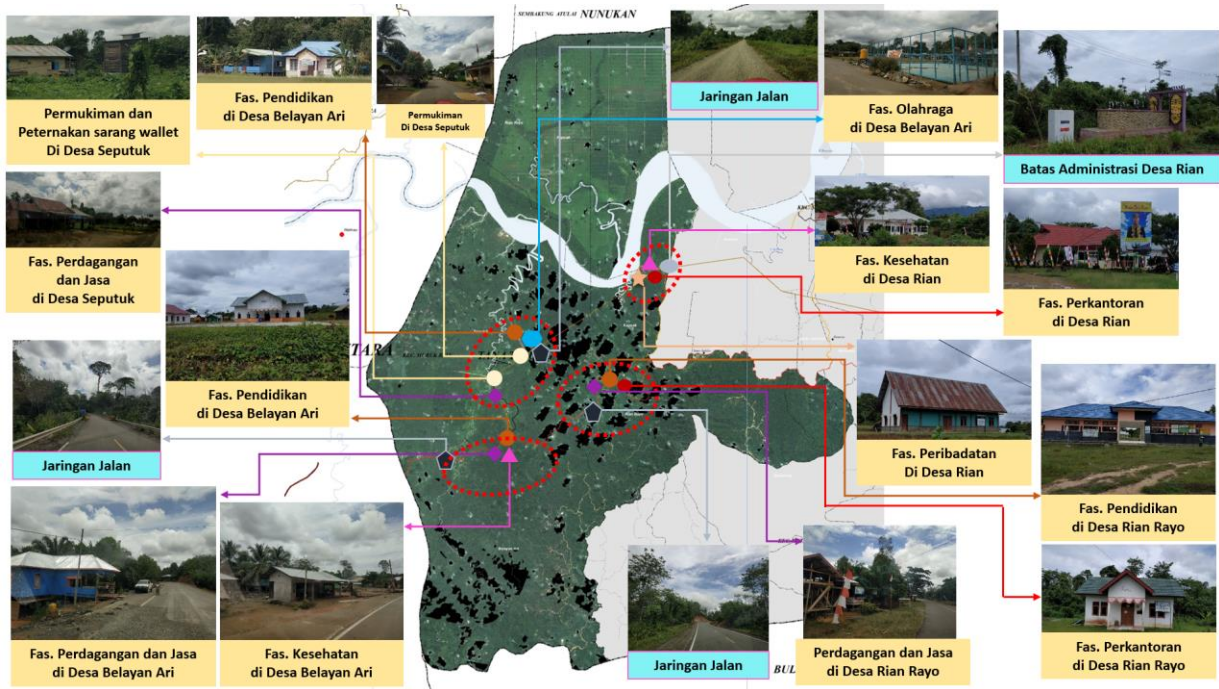 SEMBAKUNG ATULAI
NUNUKAN
Permukiman dan
Peternakan sarang wallet
Di Desa Seputuk
Fas. Pendidikan
di Desa Belayan Ari
Permukiman
Di Desa Seputuk
Jaringan Jalan
Fas. Olahraga
di Desa Belayan Ari
Batas Administrasi Desa Rian
Fas. Perdagangan
dan Jasa
di Desa Seputuk
Fas. Kesehatan
di Desa Rian
Fas. Perkantoran
di Desa Rian
Fas. Pendidikan
di Desa Belayan Ari
TARA
Jaringan Jalan
Fas. Peribadatan
Di Desa Rian
Fas. Pendidikan
di Desa Rian Rayo
Fas. Perdagangan dan Jasa
di Desa Belayan Ari
Fas. Kesehatan
di Desa Belayan Ari
Jaringan Jalan
Perdagangan dan Jasa
di Desa Rian Rayo
Fas. Perkantoran
di Desa Rian Rayo
BUL